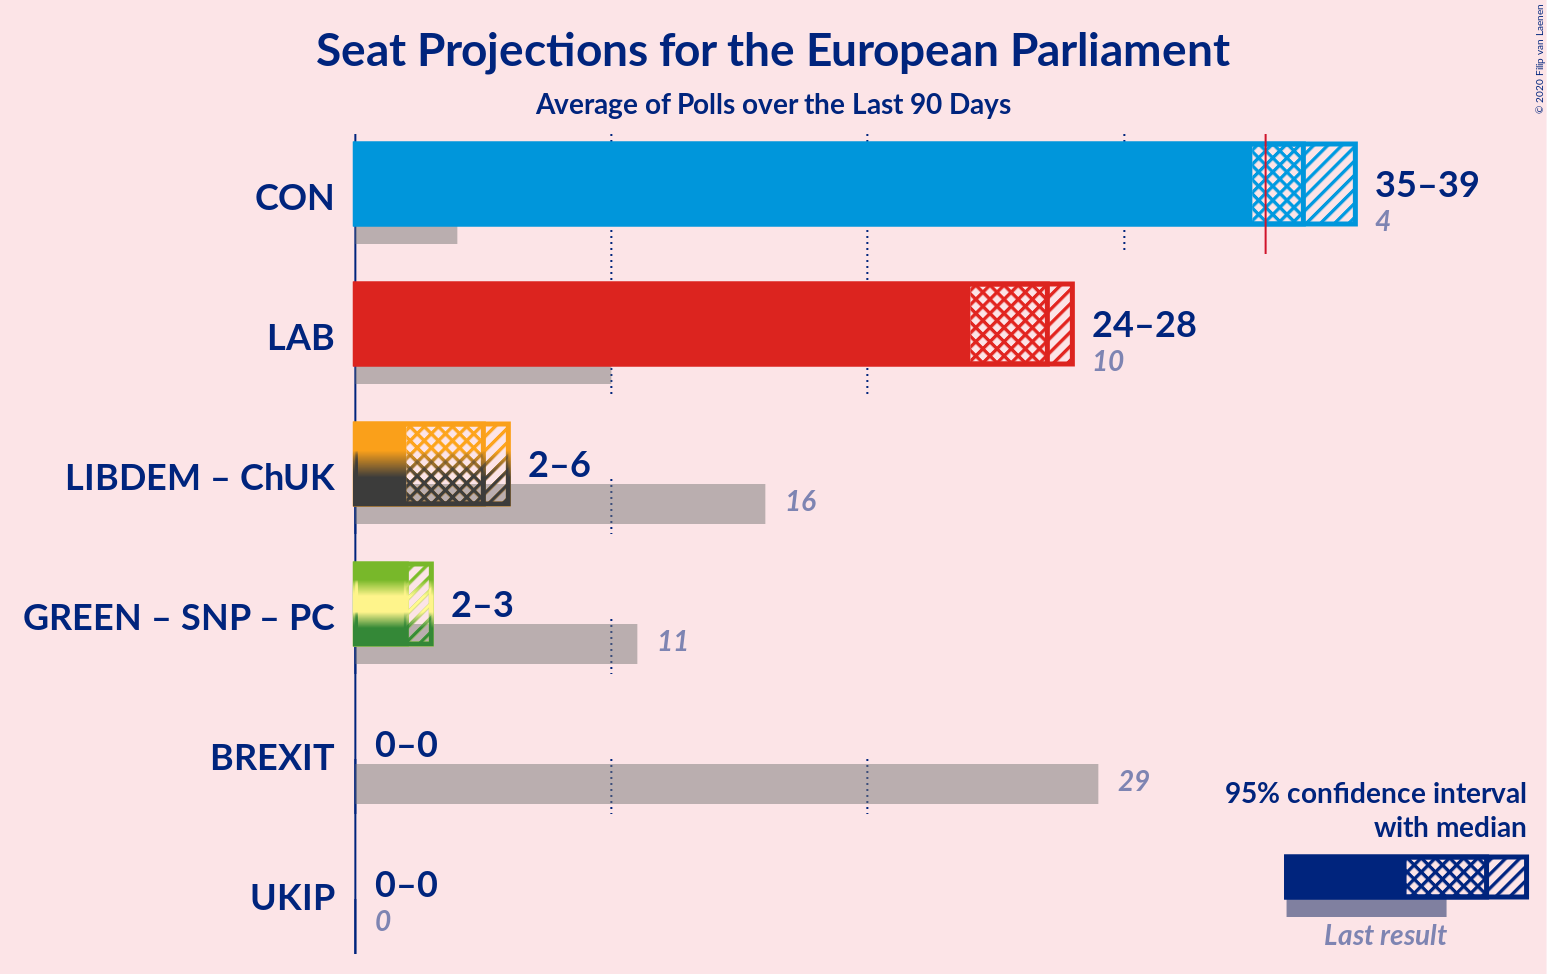 Seat Projections for the European Parliament
Average of Polls over the Last 90 Days
© 2020 Filip van Laenen
CON
35–39
4
LAB
24–28
10
LIBDEM – ChUK
2–6
16
GREEN – SNP – PC
2–3
11
BREXIT
0–0
29
UKIP
0–0
0
95% confidence interval
with median
Last result